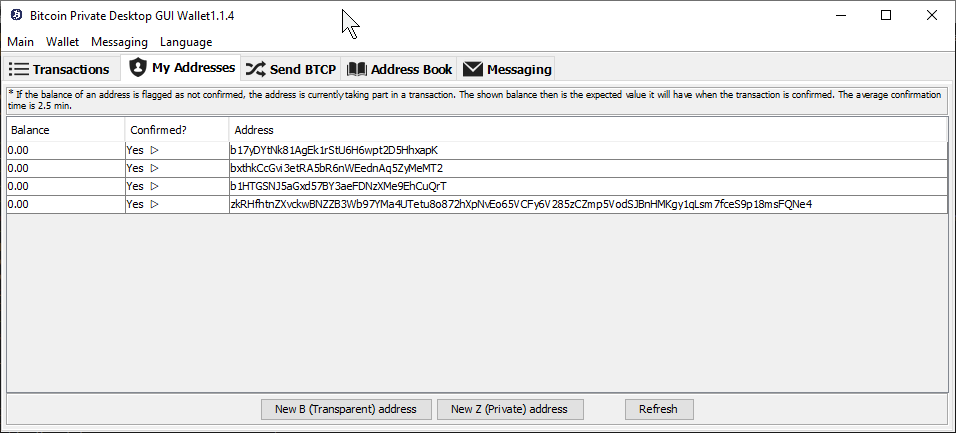 Bitcoin Private Desktop GUI Wallet1.1.4
Main Wallet Messaging Language
Transactions My Addresses Send BTCP Address Book Messaging
* If the balance of an address is flagged as not confirmed, the address is currently taking part in a transaction. The shown balance then is the expected value it will have when the transaction is confirmed. The average confirmation
time is 2.5 min.
Balance Confirmed? Address
0.00 Yes b17yDYtNk81AgEk1rStU6H6wpt2D5HhxapK
0.00 Yes bxthkCcGvi3etRA5bR6nWEednAq5ZyMeMT2
0.00 Yes b1HTGSNJ5aGxd57BY3aeFDNzXMe9EhCuQrT
0.00 Yes zkRHfhtnZXvckwBNZZB3Wb97YMa4UTetu8o872hXpNvEo65VCFy6V285zCZmp5VodSJBnHMKgy1qLsm7fceS9p18msFQNe4
New B (Transparent) address New Z (Private) address Refresh